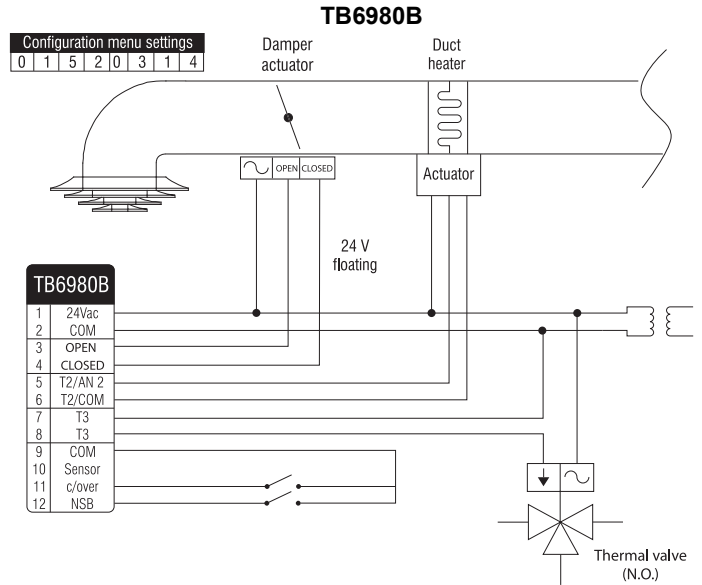 TB6980B
Configuration menu settings
0 1 5 2 0 3 1 4
Damper
actuator
Duct
heater
OPEN CLOSED
Actuator
24 V
floating
TB6980B
1 24Vac
2 COM
3 OPEN
4 CLOSED
5 T2/AN 2
6 T2/COM
7 T3
8 T3
9 COM
10 Sensor
11 c/over
12 NSB
Thermal valve
(N.O.)